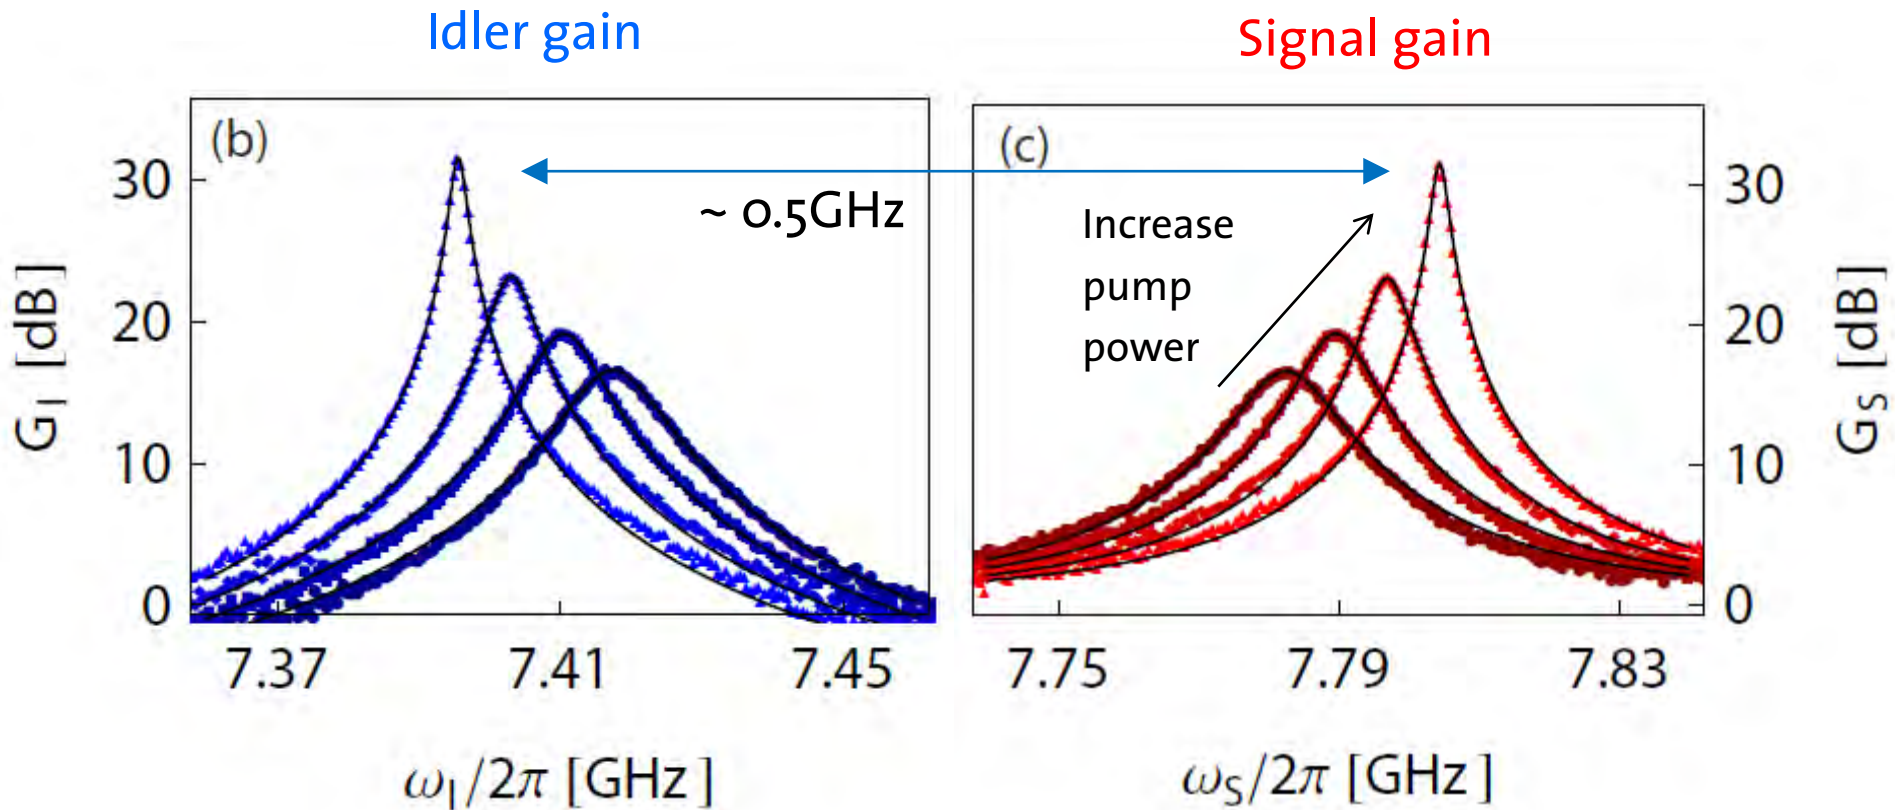 Idler gain
Signal gain
(b)
(c)
30
20
10
0
~ 0.5GHz
Increase
pump
power
30
20
10
0
G_I [dB]
G_S [dB]
7.37 7.41 7.45
7.75 7.79 7.83
ω_I/2π [GHz]
ω_S/2π [GHz]